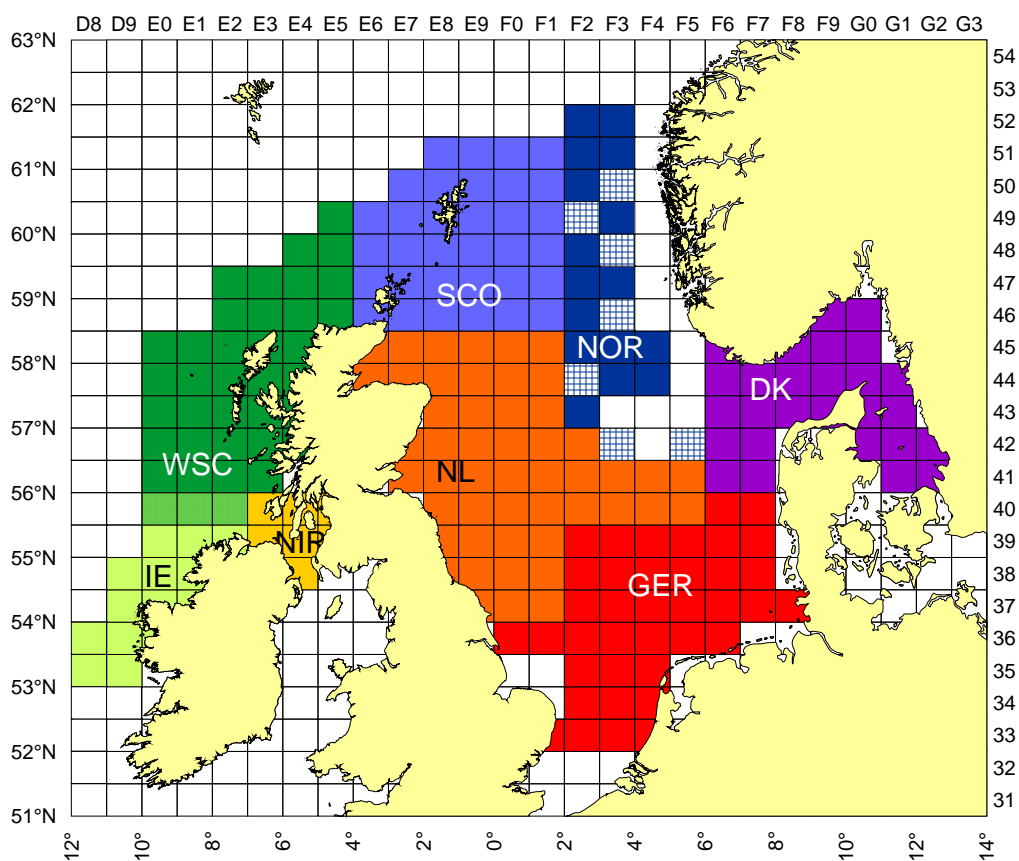 D8 D9 E0 E1 E2 E3 E4 E5 E6 E7 E8 E9 F0 F1 F2 F3 F4 F5 F6 F7 F8 F9 G0 G1 G2 G3
63°N
54
53
62°N
52
51
61°N
50
49
60°N
48
47
59°N
SCO
46
NOR
45
58°N
DK
44
43
57°N
WSC
NL
42
41
56°N
40
NIR
39
55°N
IE
GER
38
37
54°N
36
35
53°N
34
33
52°N
32
31
51°N
12° 10° 8° 6° 4° 2° 0° 2° 4° 6° 8° 10° 12° 14°